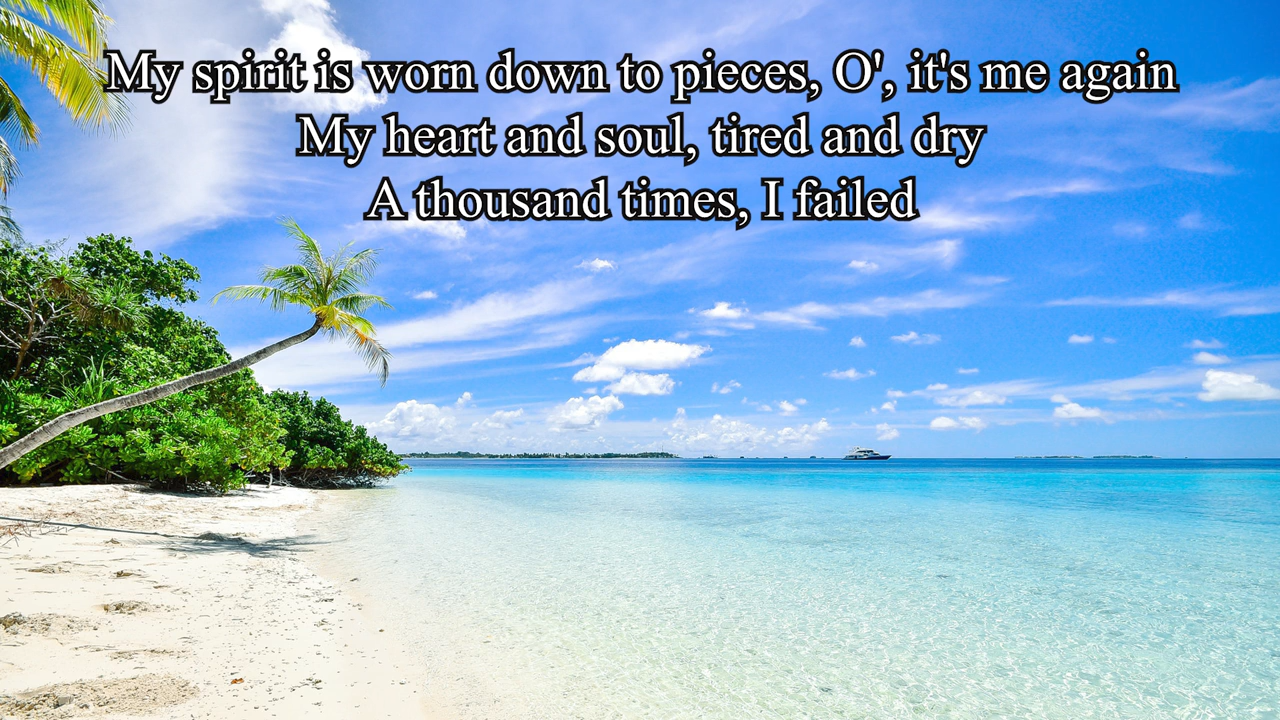 My spirit is worn down to pieces, O', it's me again
My heart and soul, tired and dry
A thousand times, I failed